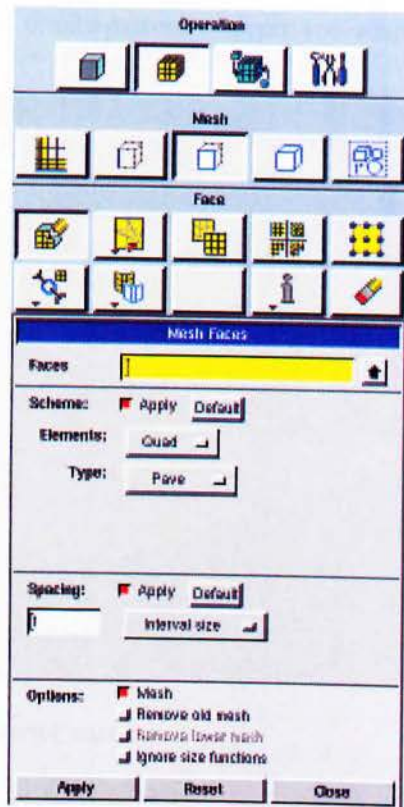 Operation
Mesh
Face
Mesh Faces
Faces
Scheme: Apply Default
Elements: Quad
Type: Pave
Spacing: Apply Default
1 Interval size
Options: Mesh
Remove old mesh
Remove lower mesh
Ignore size functions
Apply Reset Close